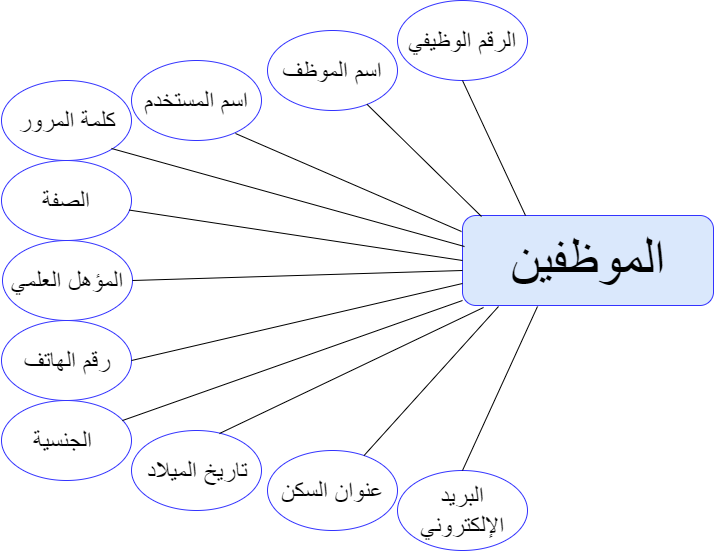 الرقم الوظيفي
اسم الموظف
اسم المستخدم
كلمة المرور
الصفة
الموظفين
المؤهل العلمي
رقم الهاتف
الجنسية
تاريخ الميلاد
عنوان السكن
البريد
الإلكتروني